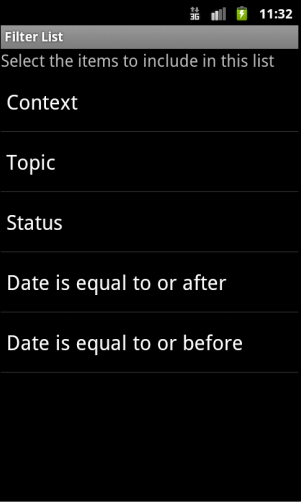 3G 11:32
Filter List
Select the items to include in this list
Context
Topic
Status
Date is equal to or after
Date is equal to or before